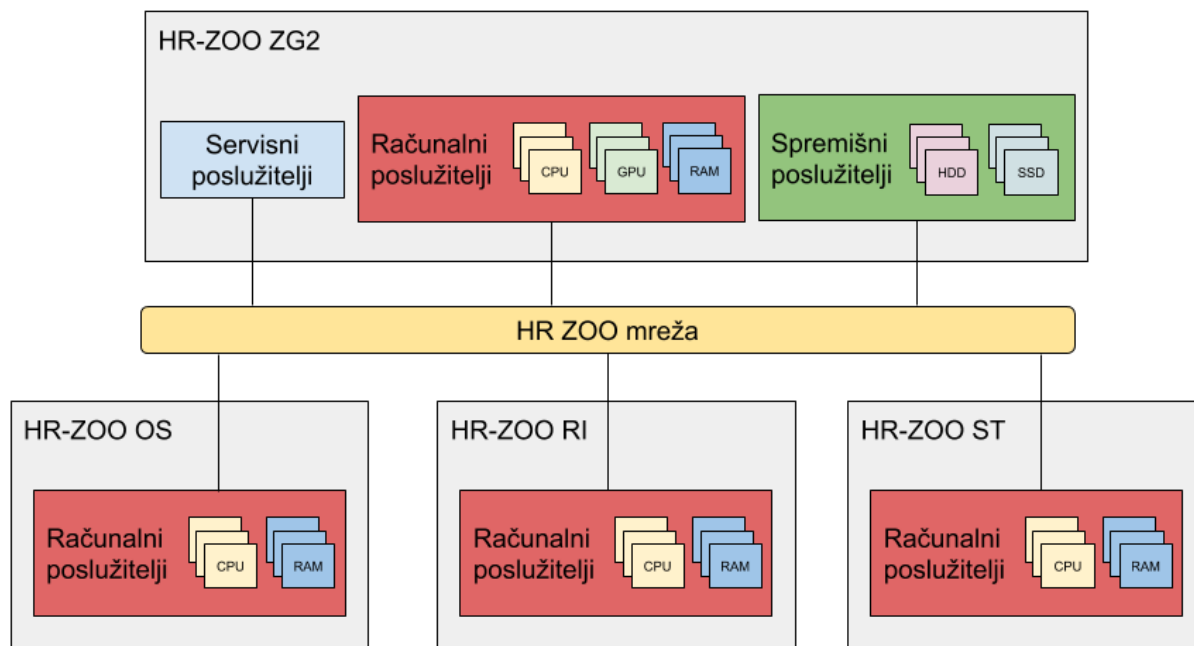 HR-ZOO ZG2
Servisni
poslužitelji
Računalni
poslužitelji
CPU
GPU
RAM
Spremišni
poslužitelji
HDD
SSD
HR ZOO mreža
HR-ZOO OS
Računalni
poslužitelji
CPU
RAM
HR-ZOO RI
Računalni
poslužitelji
CPU
RAM
HR-ZOO ST
Računalni
poslužitelji
CPU
RAM